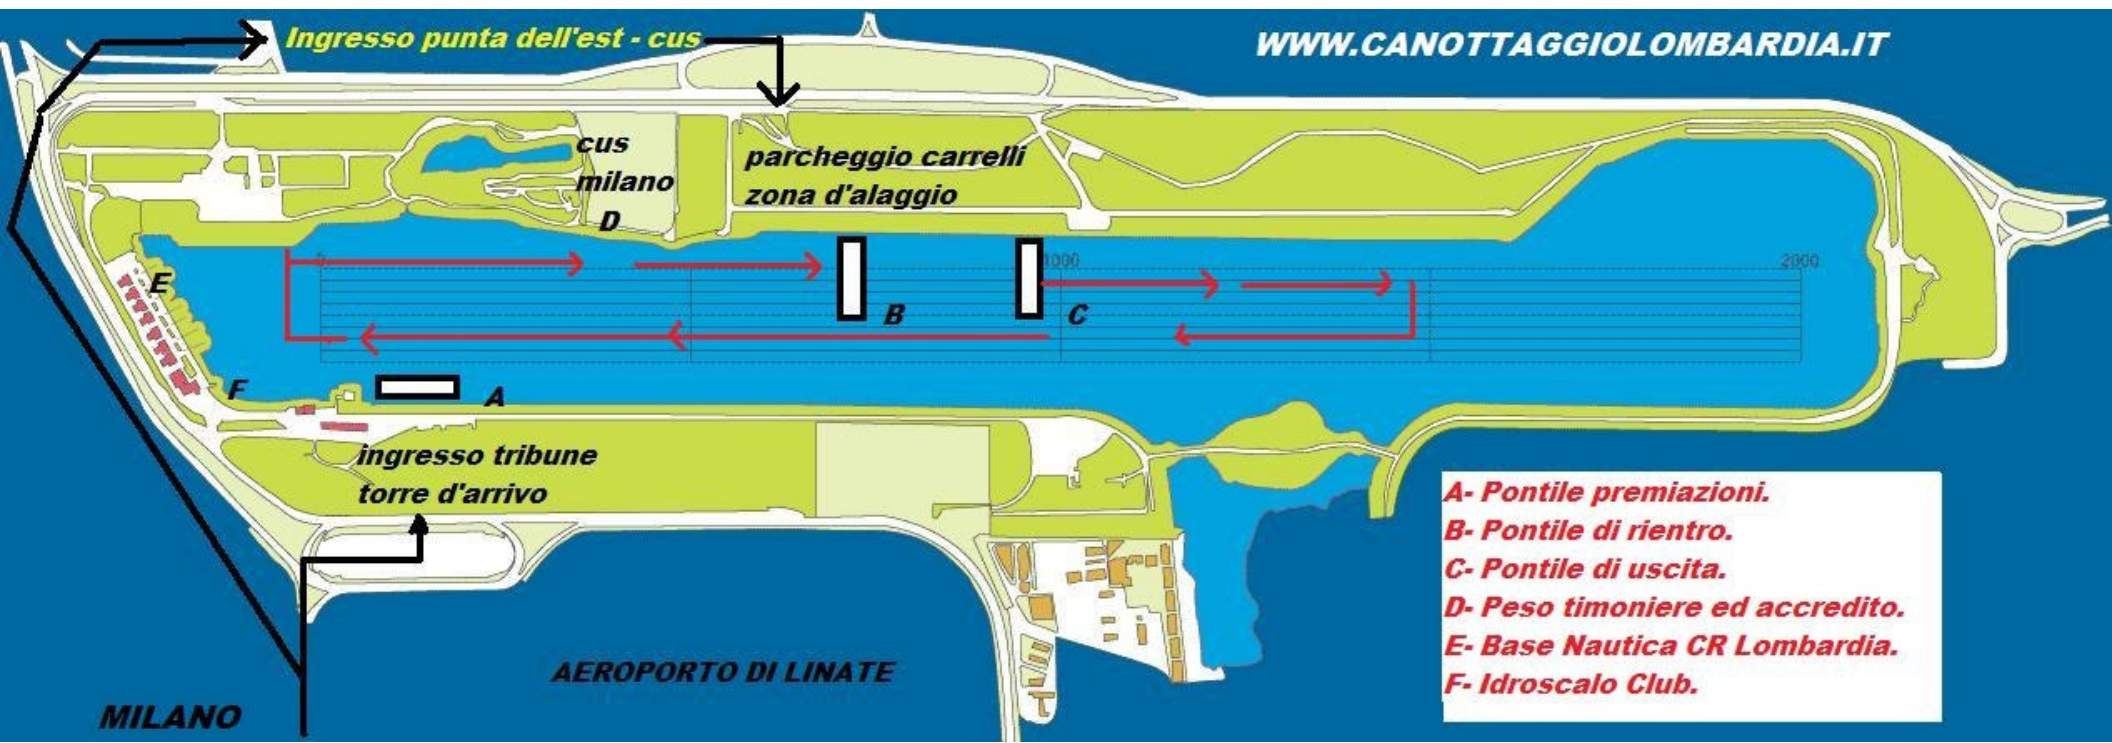 Ingresso punta dell'est - cus
WWW.CANOTTAGGIOLOMBARDIA.IT
cus
milano
D
parcheggio carrelli
zona d'alaggio
0
1000
2000
E
B
C
F
A
ingresso tribune
torre d'arrivo
A- Pontile premiazioni.
B- Pontile di rientro.
C- Pontile di uscita.
D- Peso timoniere ed accredito.
E- Base Nautica CR Lombardia.
F- Idroscalo Club.
AEROPORTO DI LINATE
MILANO